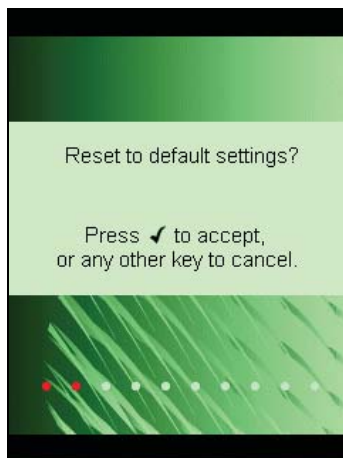 Reset to default settings?
Press ✓ to accept,
or any other key to cancel.